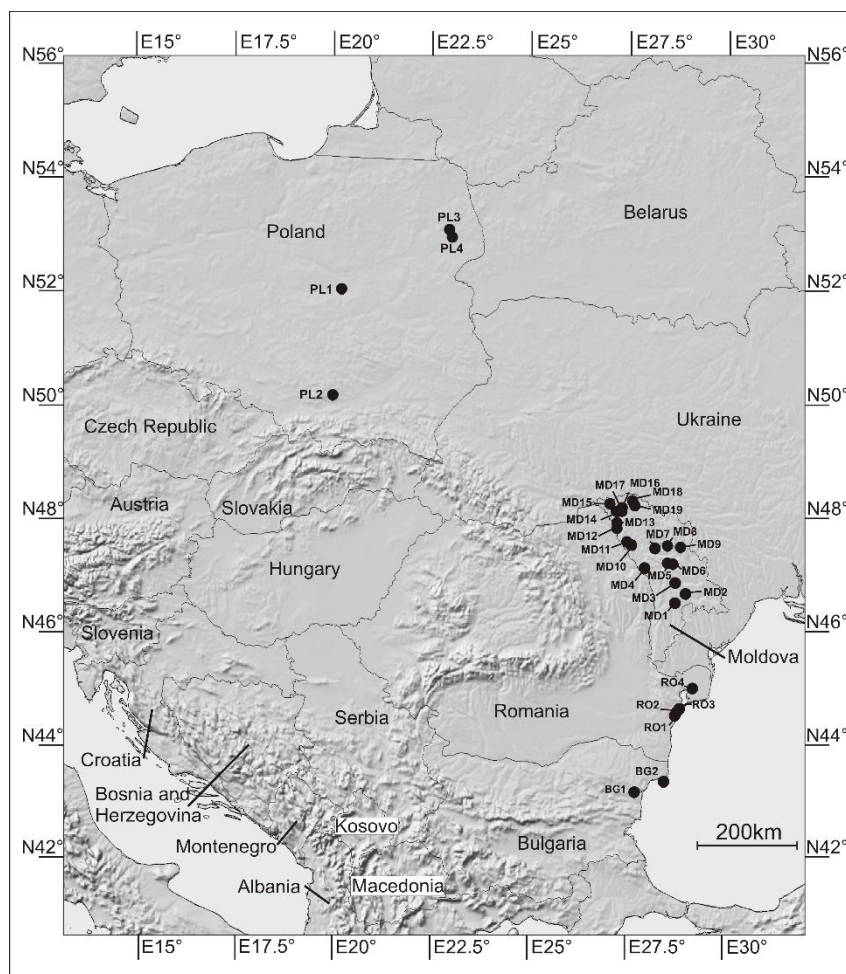 E15° E17.5° E20 E22.5° E25° E27.5° E30°
N56° N56°
N54° N54°
PL3
Belarus
Poland
PL4
N52° PL1 N52°
N50° PL2 N50°
Ukraine
Czech Republic
MD17 MD16
Austria
MD15 MD18
Slovakia
N48° MD19 N48°
MD14 MD13
MD12 MD7 MD8
MD11 MD9
Hungary
MD10
MD4 MD5 MD6
MD3 MD2
MD1
Slovenia
N46° N46°
Moldova
RO4
Serbia
Romania RO2 RO3
RO1
N44° N44°
Croatia
BG2
Bosnia and
Herzegovina
BG1
Kosovo
200km
Montenegro
Bulgaria
N42° N42°
Albania Macedonia
E15° E17.5° E20° E22.5° E25° E27.5° E30°